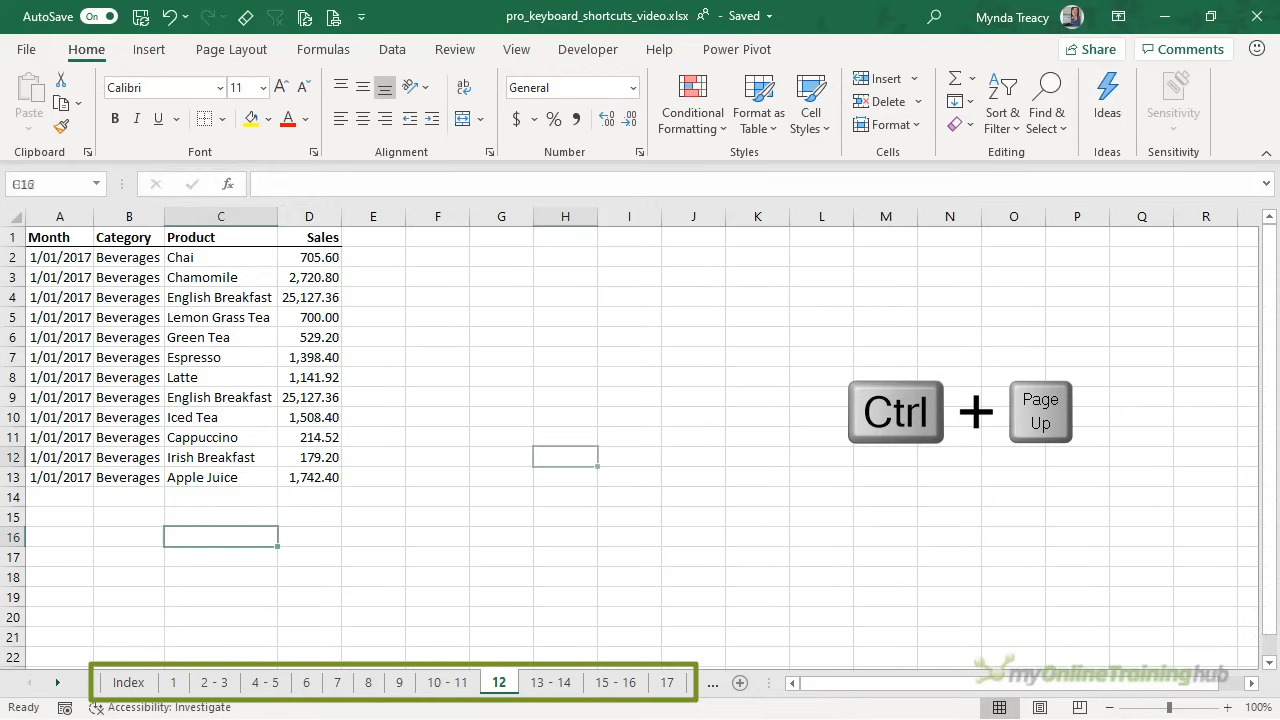 AutoSave On pro_keyboard_shortcuts_video.xlsx - Saved Mynda Treacy
File Home Insert Page Layout Formulas Data Review View Developer Help Power Pivot Share Comments
Calibri 11 General
Paste Conditional Formatting Format as Table Cell Styles Insert Delete Format Sort & Filter Find & Select Ideas Sensitivity
Clipboard Font Alignment Number Styles Cells Editing Ideas Sensitivity
A B C D E F G H I J K L M N O P Q R
1 Month Category Product Sales
2 1/01/2017 Beverages Chai 705.60
3 1/01/2017 Beverages Chamomile 2,720.80
4 1/01/2017 Beverages English Breakfast 25,127.36
5 1/01/2017 Beverages Lemon Grass Tea 700.00
6 1/01/2017 Beverages Green Tea 529.20
7 1/01/2017 Beverages Espresso 1,398.40
8 1/01/2017 Beverages Latte 1,141.92
9 1/01/2017 Beverages English Breakfast 25,127.36
10 1/01/2017 Beverages Iced Tea 1,508.40
11 1/01/2017 Beverages Cappuccino 214.52
12 1/01/2017 Beverages Irish Breakfast 179.20
13 1/01/2017 Beverages Apple Juice 1,742.40
14
15
16
17
18
19
20
21
22
Ctrl + Page Up
Index 1 2 - 3 4 - 5 6 7 8 9 10 - 11 12 13 - 14 15 - 16 17 ...
myOnlineTraininghub
Ready Accessibility: Investigate 100%